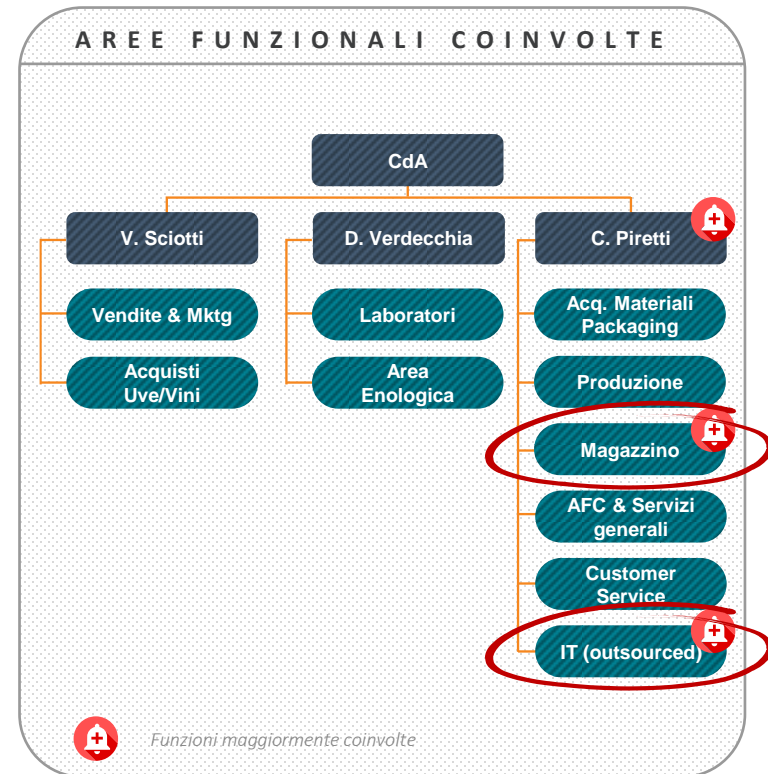 AREE FUNZIONALI COINVOLTE
CdA
V. Sciotti
D. Verdecchia
C. Piretti
Vendite & Mktg
Laboratori
Acq. Materiali
Packaging
Acquisti
Uve/Vini
Area
Enologica
Produzione
Magazzino
AFC & Servizi
generali
Customer
Service
IT (outsourced)
Funzioni maggiormente coinvolte